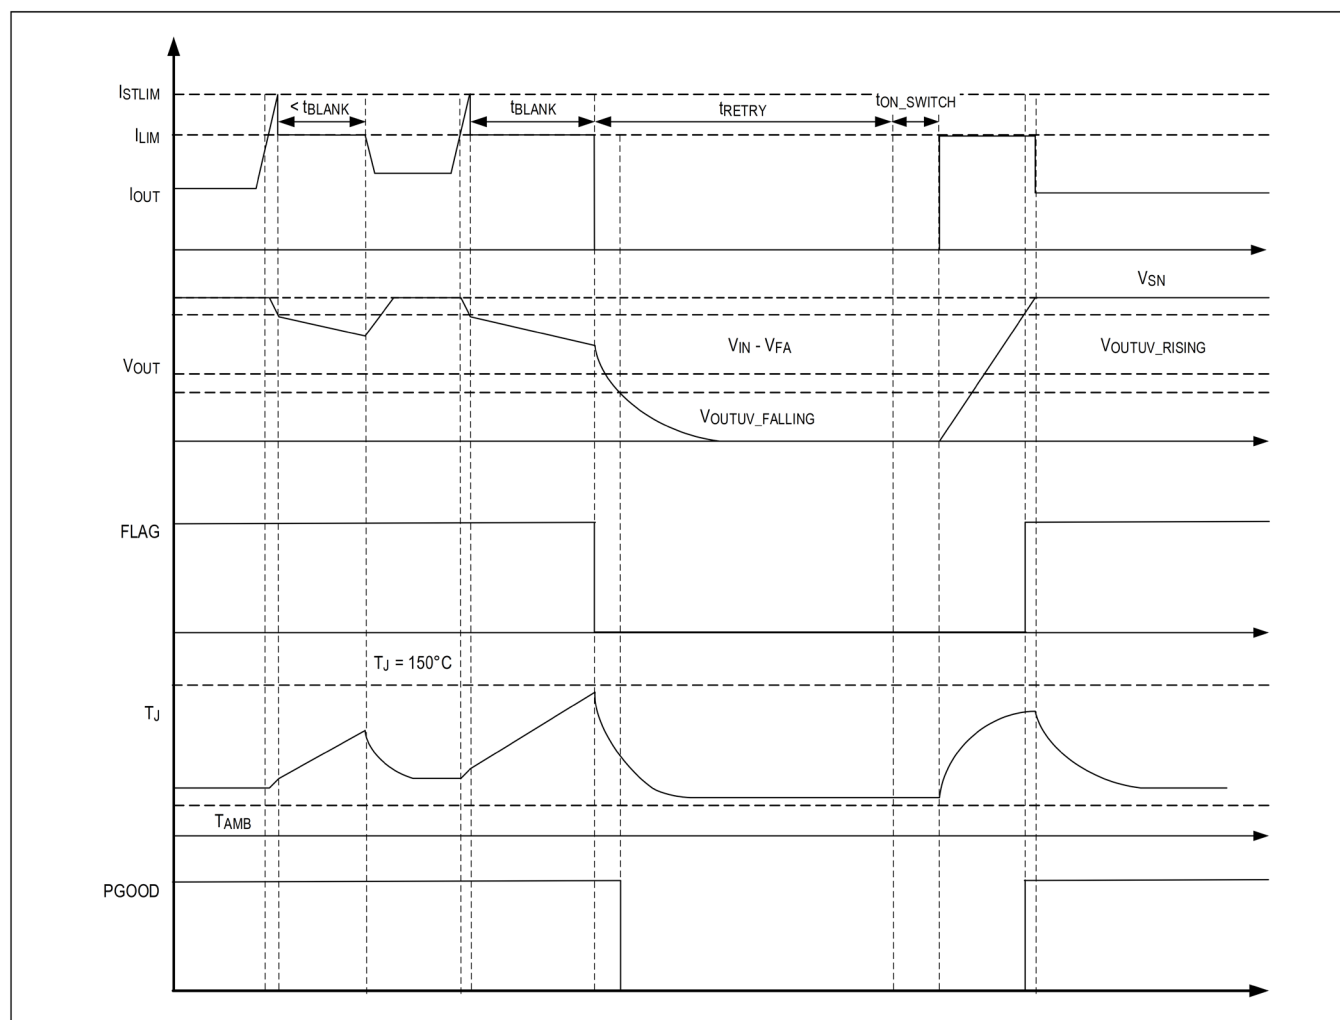 ISTLIM
< tBLANK
tBLANK
tRETRY
tON_SWITCH
ILIM
IOUT
VSN
VOUT
VIN - VFA
VOUTUV_RISING
VOUTUV_FALLING
FLAG
TJ = 150°C
TJ
TAMB
PGOOD